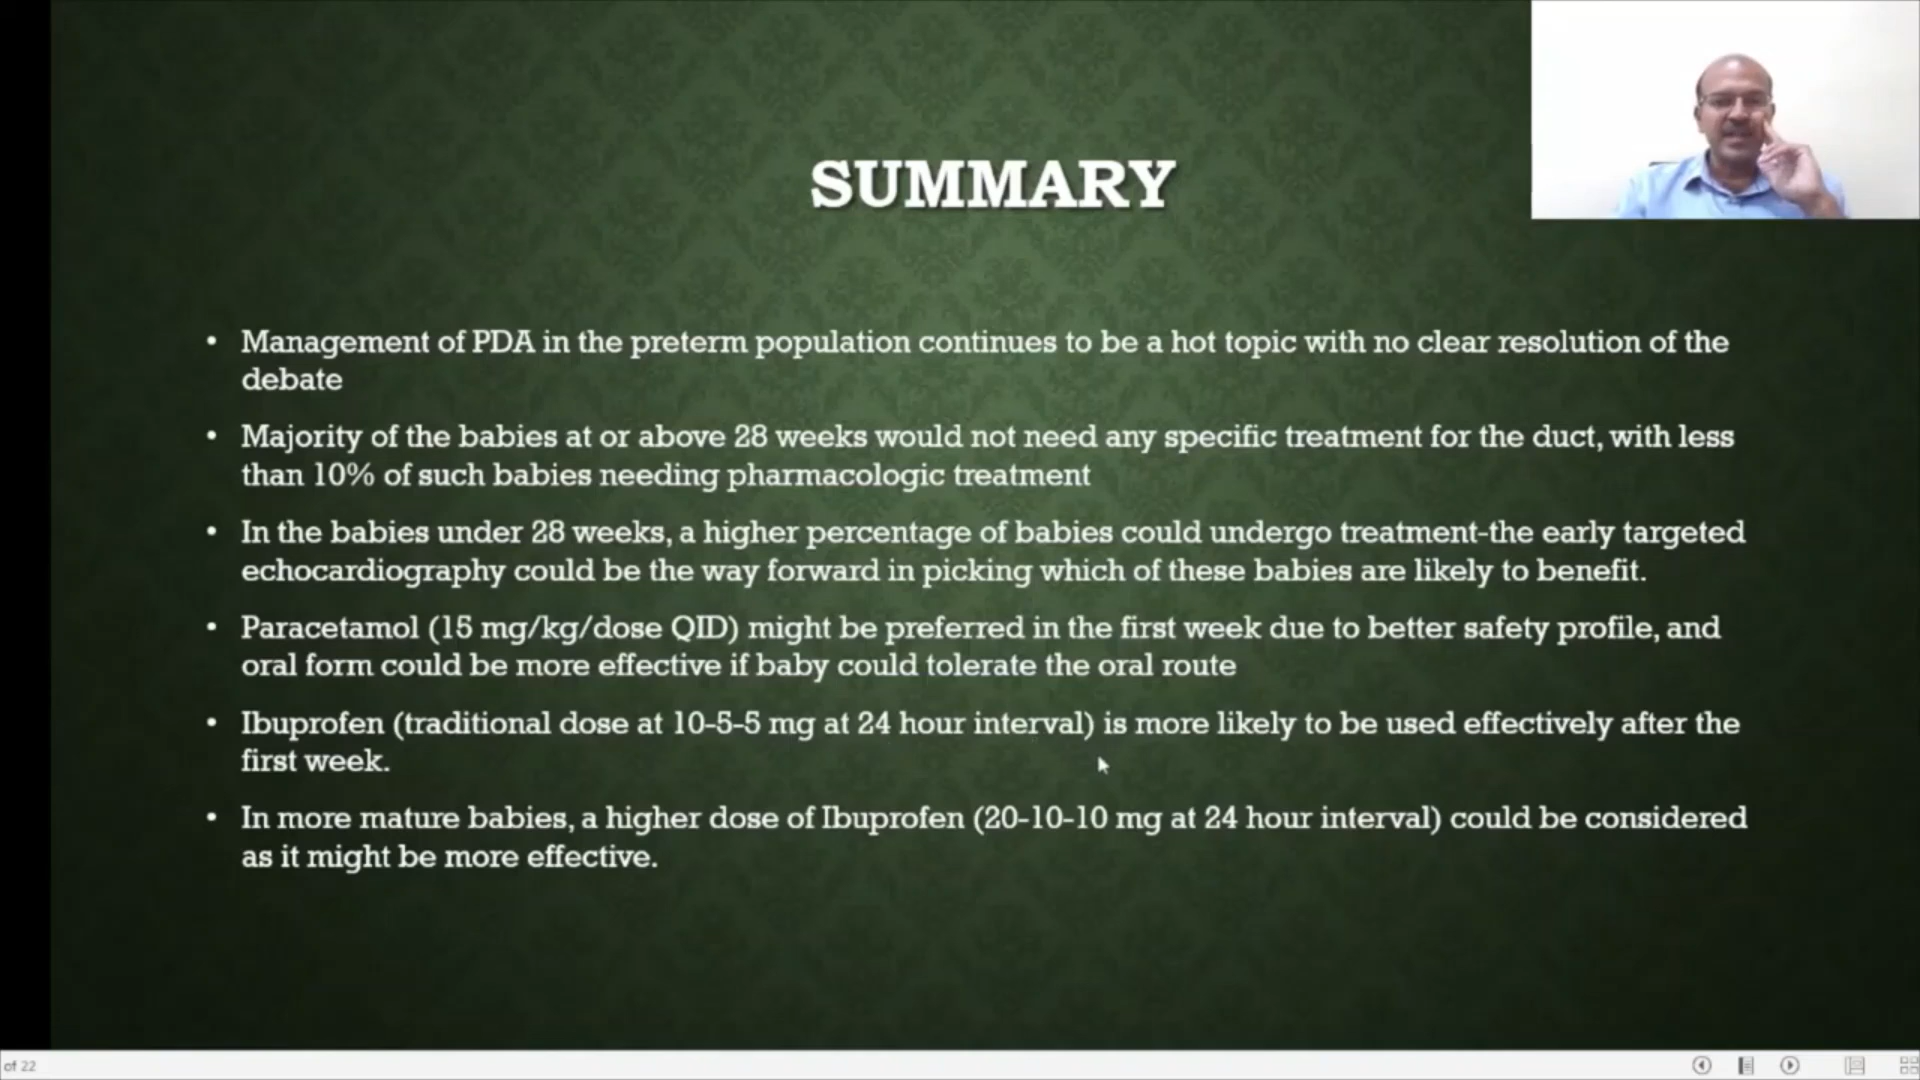 SUMMARY
• Management of PDA in the preterm population continues to be a hot topic with no clear resolution of the
debate
• Majority of the babies at or above 28 weeks would not need any specific treatment for the duct, with less
than 10% of such babies needing pharmacologic treatment
• In the babies under 28 weeks, a higher percentage of babies could undergo treatment-the early targeted
echocardiography could be the way forward in picking which of these babies are likely to benefit.
• Paracetamol (15 mg/kg/dose QID) might be preferred in the first week due to better safety profile, and
oral form could be more effective if baby could tolerate the oral route
• Ibuprofen (traditional dose at 10-5-5 mg at 24 hour interval) is more likely to be used effectively after the
first week.
• In more mature babies, a higher dose of Ibuprofen (20-10-10 mg at 24 hour interval) could be considered
as it might be more effective.
of 22